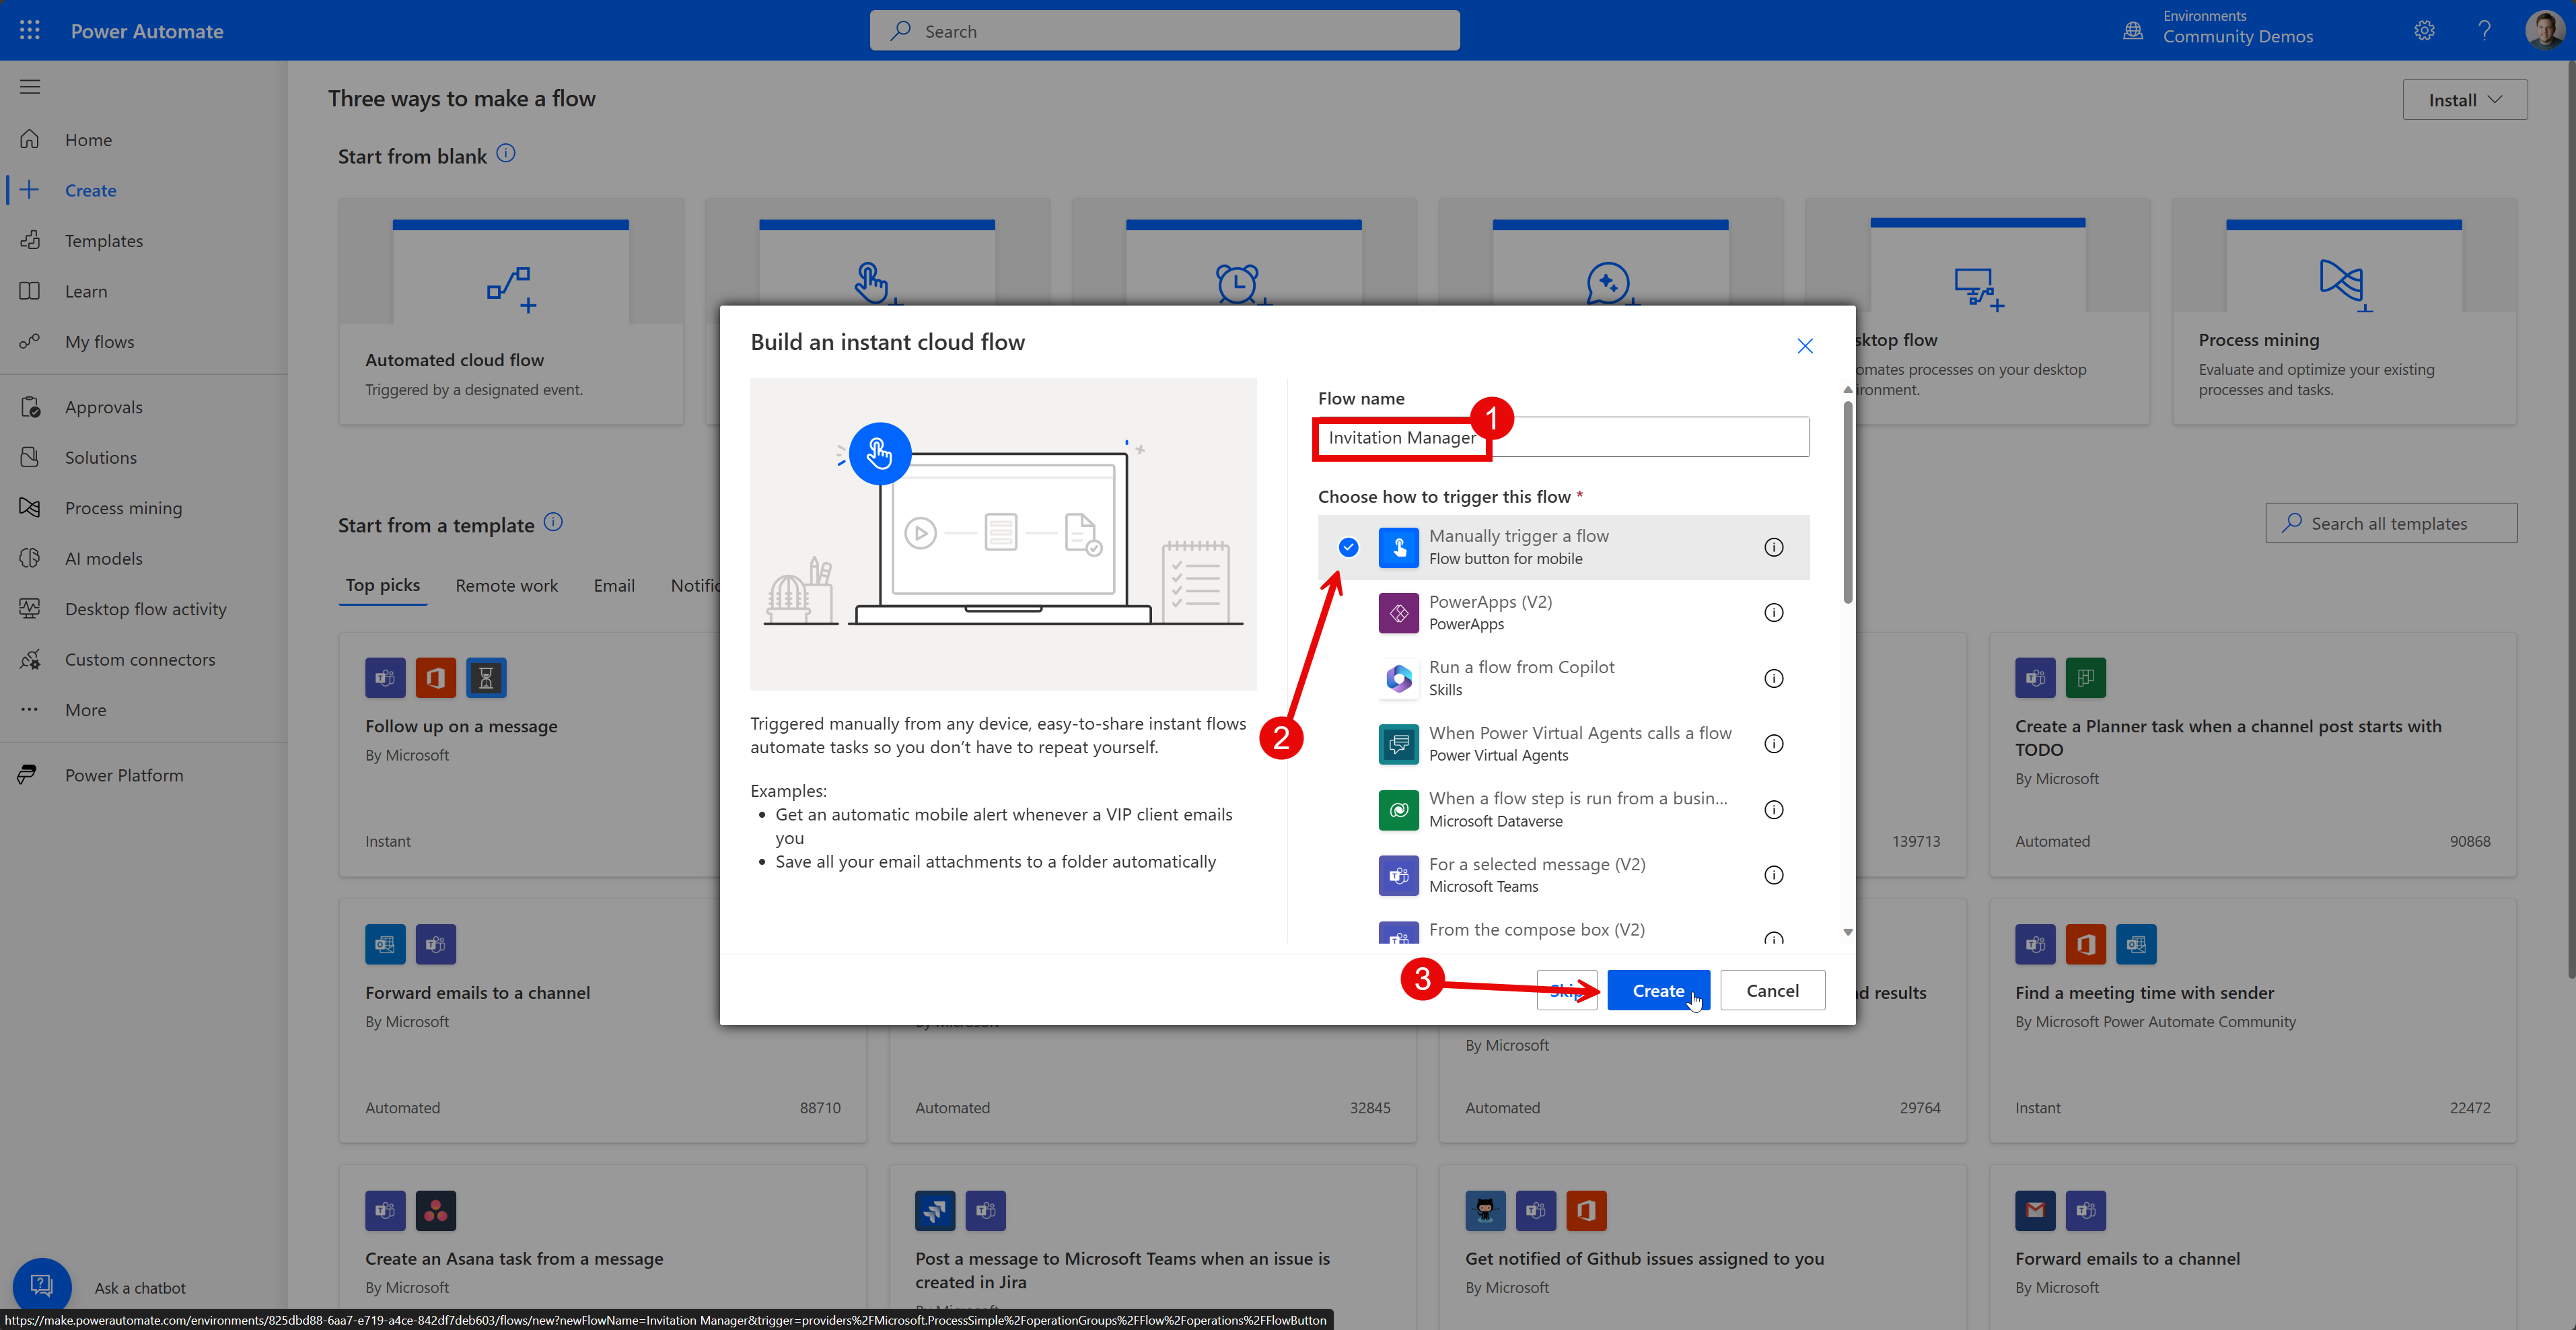 Power Automate
Search
Environments
Community Demos
Three ways to make a flow
Install
Home
Create
Templates
Learn
My flows
Approvals
Solutions
Process mining
AI models
Desktop flow activity
Custom connectors
More
Power Platform
Ask a chatbot
Start from blank
Automated cloud flow
Triggered by a designated event.
sktop flow
omates processes on your desktop
ironment.
Process mining
Evaluate and optimize your existing
processes and tasks.
Build an instant cloud flow
Triggered manually from any device, easy-to-share instant flows
automate tasks so you don't have to repeat yourself.
Examples:
• Get an automatic mobile alert whenever a VIP client emails
you
• Save all your email attachments to a folder automatically
Flow name
1
Invitation Manager
Choose how to trigger this flow *
Manually trigger a flow
Flow button for mobile
PowerApps (V2)
PowerApps
Run a flow from Copilot
Skills
2
When Power Virtual Agents calls a flow
Power Virtual Agents
When a flow step is run from a busin...
Microsoft Dataverse
For a selected message (V2)
Microsoft Teams
From the compose box (V2)
3
Skip
Create
Cancel
Start from a template
Search all templates
Top picks
Remote work
Email
Notific
Follow up on a message
By Microsoft
Instant
139713
Create a Planner task when a channel post starts with
TODO
By Microsoft
Automated
90868
Forward emails to a channel
By Microsoft
Automated
88710
By Microsoft
Automated
32845
d results
By Microsoft
Automated
29764
Find a meeting time with sender
By Microsoft Power Automate Community
Instant
22472
Create an Asana task from a message
By Microsoft
Post a message to Microsoft Teams when an issue is
created in Jira
By Microsoft
Get notified of Github issues assigned to you
By Microsoft
Forward emails to a channel
By Microsoft
https://make.powerautomate.com/environments/825dbd88-6aa7-e719-a4ce-842df7deb603/flows/new?newFlowName=Invitation Manager&trigger=providers%2FMicrosoft.ProcessSimple%2FoperationGroups%2FFlow%2Foperations%2FFlowButton